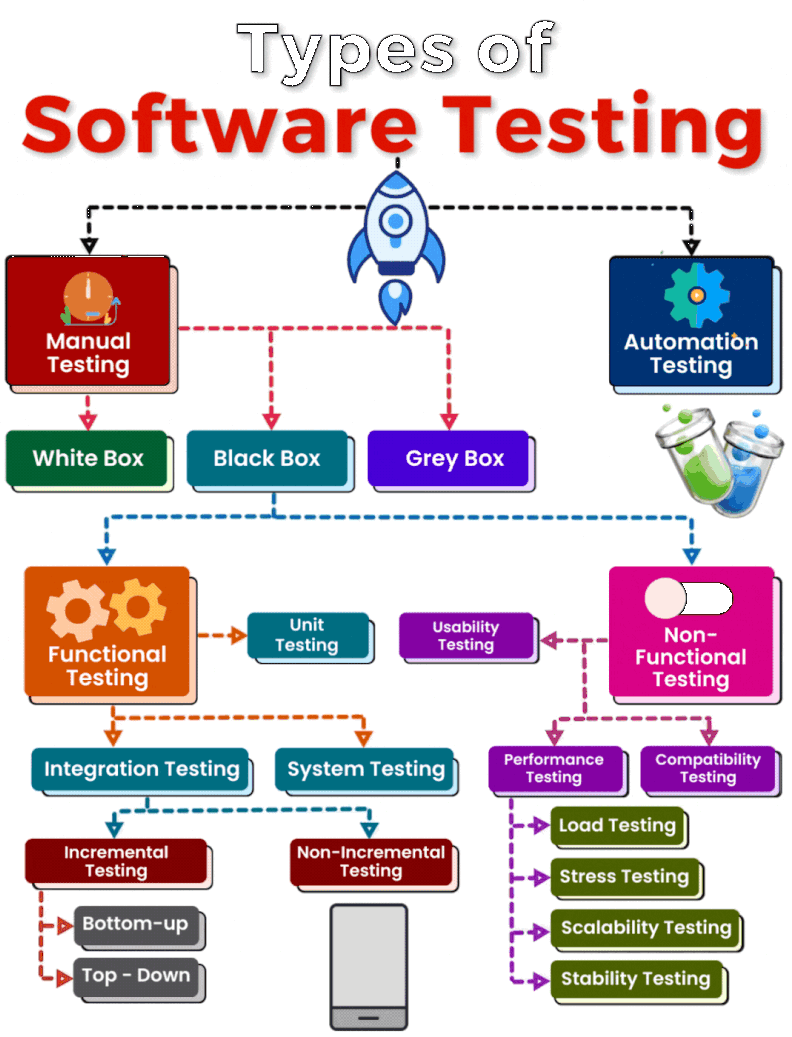 Types of
Software Testing
Manual
Testing
Automation
Testing
White Box
Black Box
Grey Box
Functional
Testing
Unit
Testing
Usability
Testing
Non-
Functional
Testing
Integration Testing
System Testing
Performance
Testing
Compatibility
Testing
Incremental
Testing
Non-Incremental
Testing
Load Testing
Stress Testing
Scalability Testing
Stability Testing
Bottom-up
Top - Down